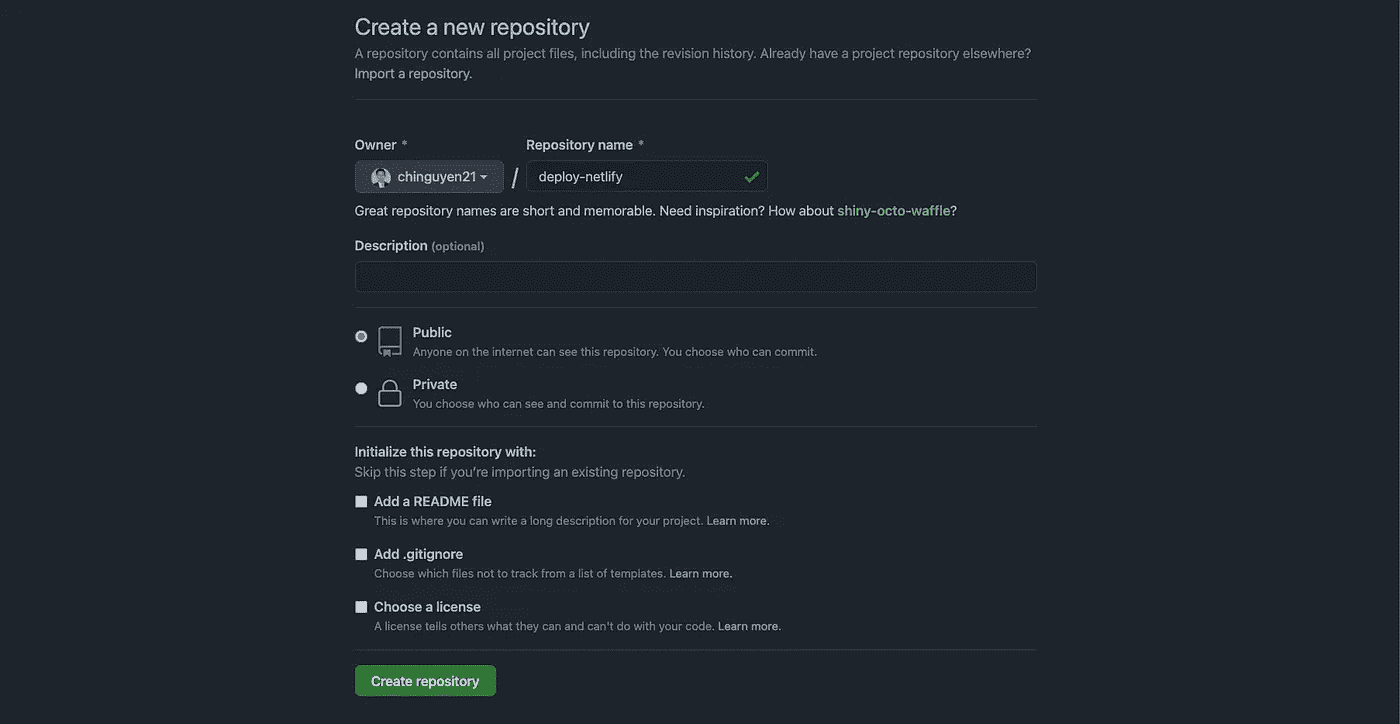 Create a new repository
A repository contains all project files, including the revision history. Already have a project repository elsewhere?
Import a repository.
Owner *
Repository name *
chinguyen21
/
deploy-netlify
Great repository names are short and memorable. Need inspiration? How about shiny-octo-waffle?
Description (optional)
Public
Anyone on the internet can see this repository. You choose who can commit.
Private
You choose who can see and commit to this repository.
Initialize this repository with:
Skip this step if you’re importing an existing repository.
Add a README file
This is where you can write a long description for your project. Learn more.
Add .gitignore
Choose which files not to track from a list of templates. Learn more.
Choose a license
A license tells others what they can and can't do with your code. Learn more.
Create repository